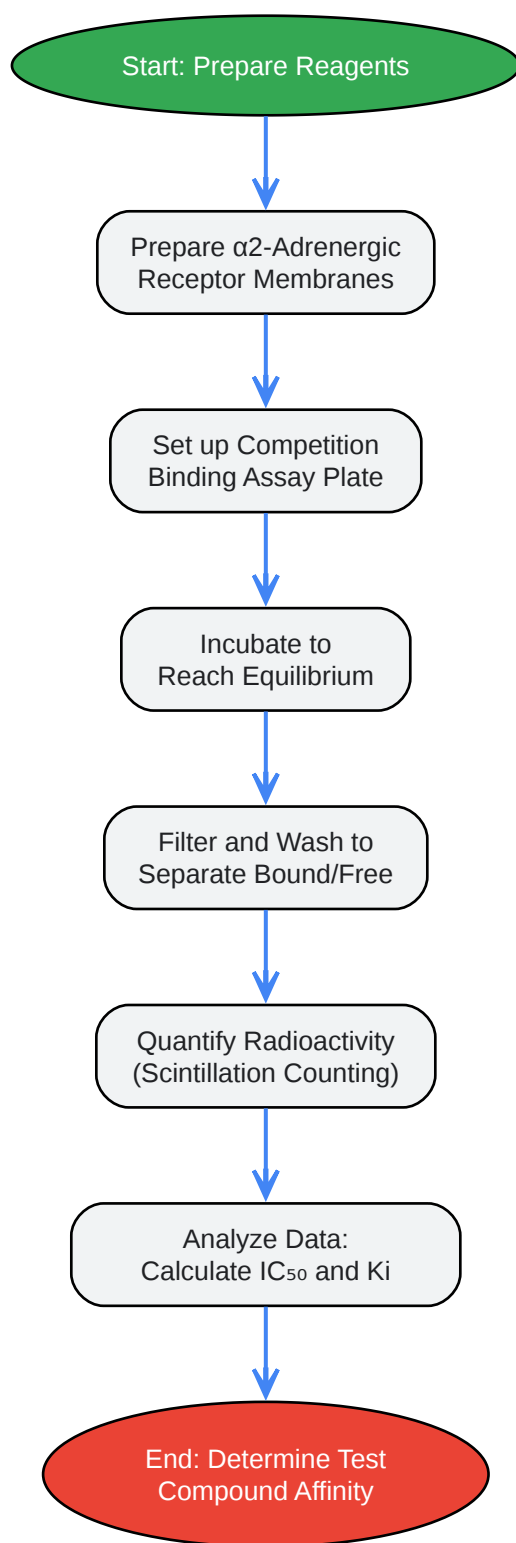 Start: Prepare Reagents
Prepare α2-Adrenergic
Receptor Membranes
Set up Competition
Binding Assay Plate
Incubate to
Reach Equilibrium
Filter and Wash to
Separate Bound/Free
Quantify Radioactivity
(Scintillation Counting)
Analyze Data:
Calculate IC₅₀ and Ki
End: Determine Test
Compound Affinity